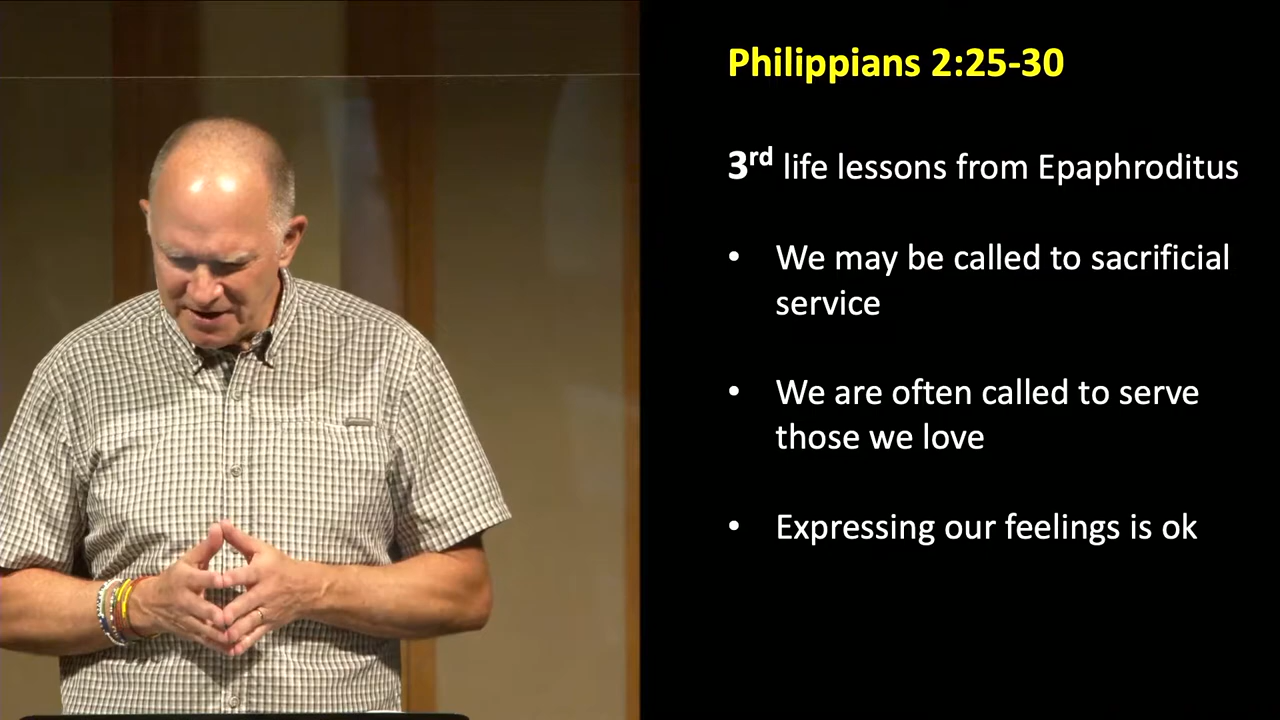 Philippians 2:25-30
3rd life lessons from Epaphroditus
• We may be called to sacrificial
service
• We are often called to serve
those we love
• Expressing our feelings is ok